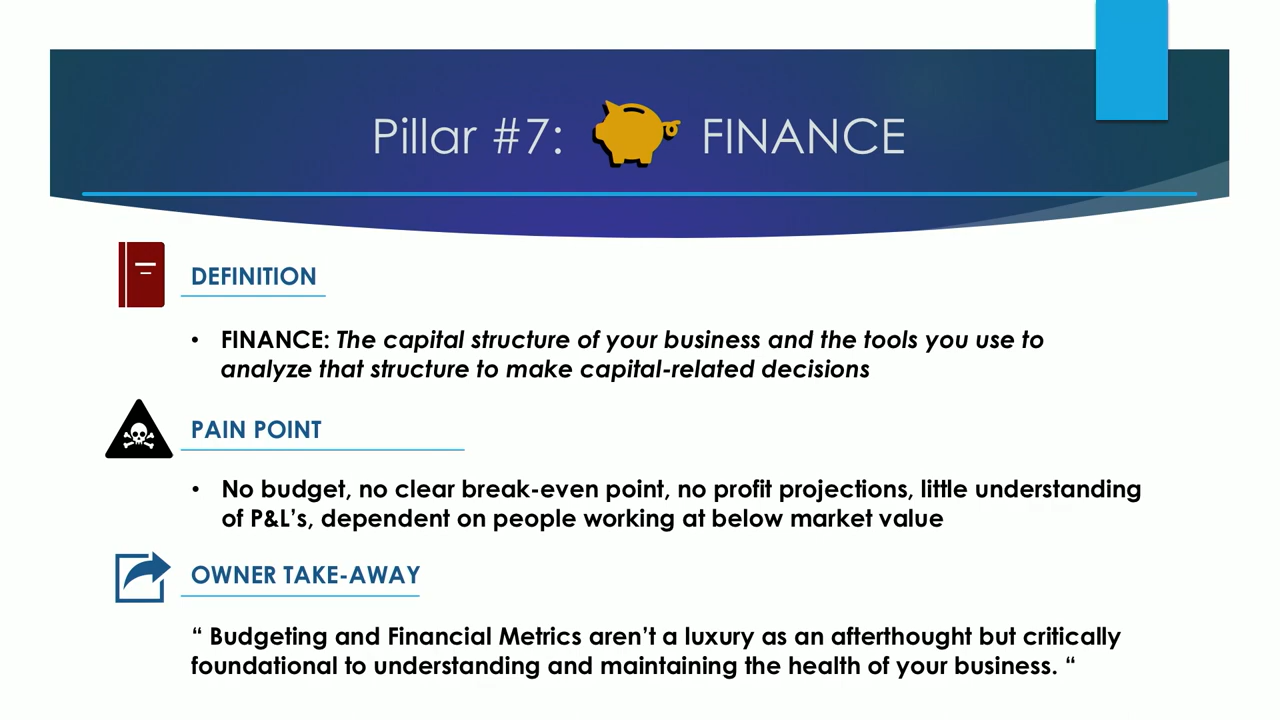 Pillar #7: FINANCE
DEFINITION
• FINANCE: The capital structure of your business and the tools you use to
analyze that structure to make capital-related decisions
PAIN POINT
• No budget, no clear break-even point, no profit projections, little understanding
of P&L’s, dependent on people working at below market value
OWNER TAKE-AWAY
“ Budgeting and Financial Metrics aren’t a luxury as an afterthought but critically
foundational to understanding and maintaining the health of your business. “